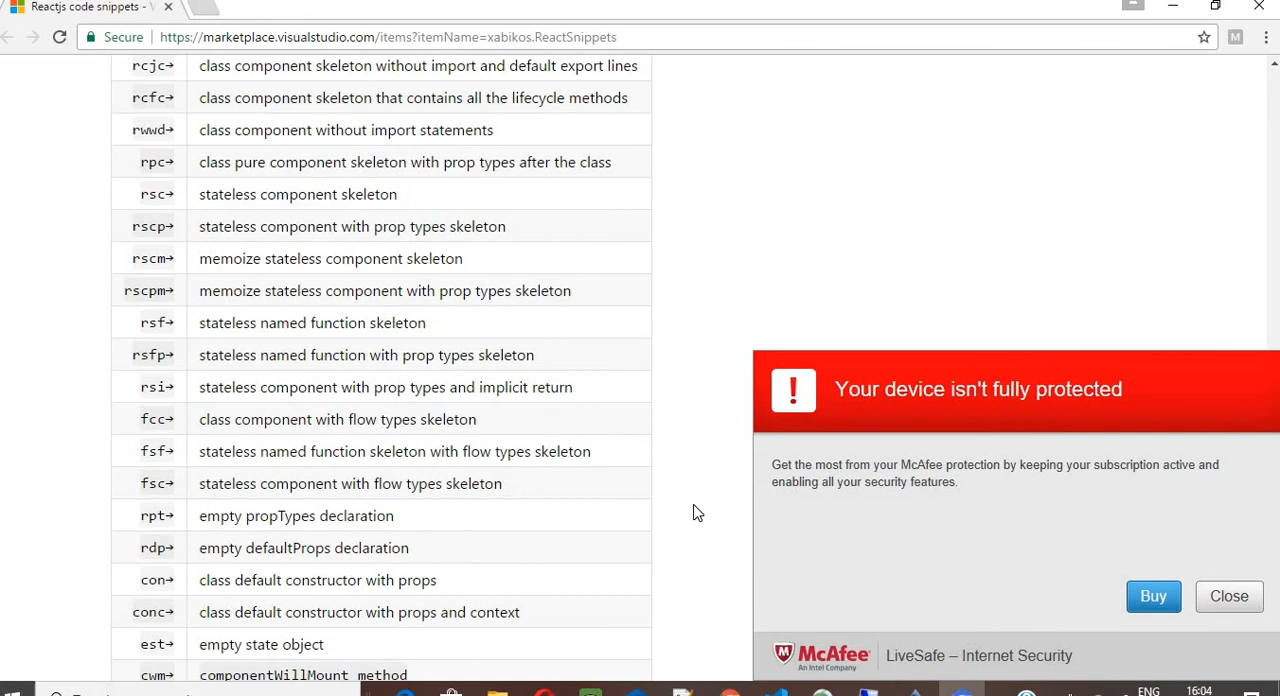 Reactjs code snippets -
Secure | https://marketplace.visualstudio.com/items?itemName=xabikos.ReactSnippets
M
rcjc→ class component skeleton without import and default export lines
rcfc→ class component skeleton that contains all the lifecycle methods
rwwd→ class component without import statements
rpc→ class pure component skeleton with prop types after the class
rsc→ stateless component skeleton
rscp→ stateless component with prop types skeleton
rscm→ memoize stateless component skeleton
rscpm→ memoize stateless component with prop types skeleton
rsf→ stateless named function skeleton
rsfp→ stateless named function with prop types skeleton
rsi→ stateless component with prop types and implicit return
fcc→ class component with flow types skeleton
fsf→ stateless named function skeleton with flow types skeleton
fsc→ stateless component with flow types skeleton
rpt→ empty propTypes declaration
rdp→ empty defaultProps declaration
con→ class default constructor with props
conc→ class default constructor with props and context
est→ empty state object
cwm→ componentWillMount method
! Your device isn't fully protected
Get the most from your McAfee protection by keeping your subscription active and
enabling all your security features.
Buy Close
McAfee LiveSafe – Internet Security
An Intel Company
ENG 16:04